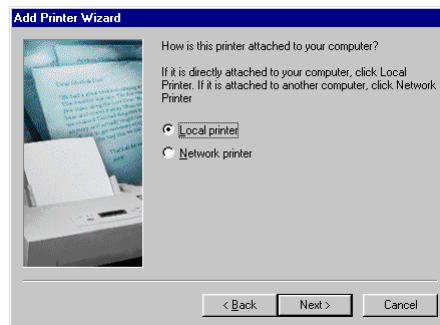 Add Printer Wizard
How is this printer attached to your computer?
If it is directly attached to your computer, click Local
Printer. If it is attached to another computer, click Network
Printer
Local printer
Network printer
< Back
Next >
Cancel